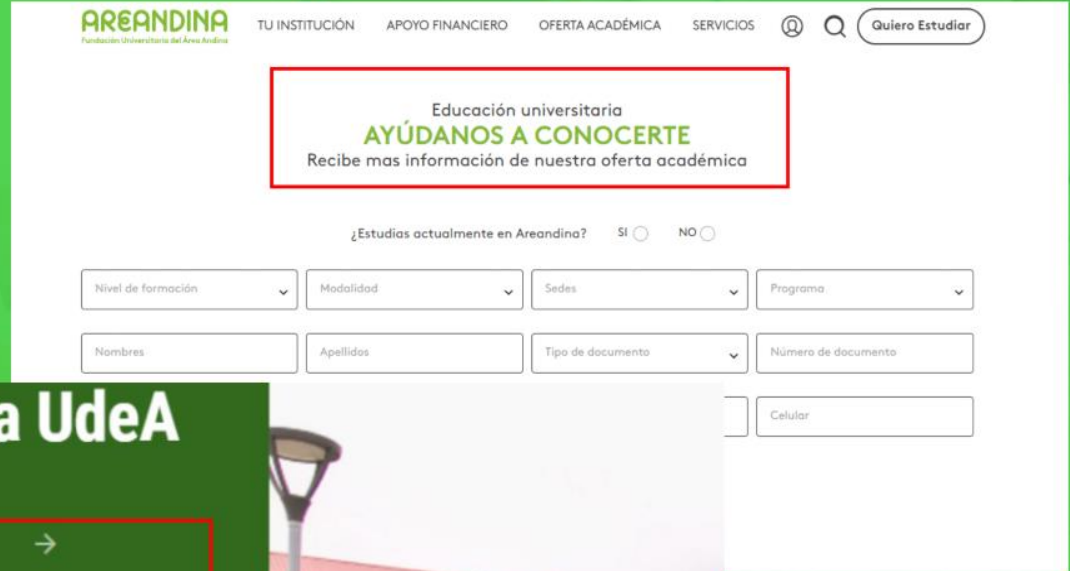 AREANDINA
Fundación Universitaria del Área Andina
TU INSTITUCIÓN APOYO FINANCIERO OFERTA ACADÉMICA SERVICIOS Quiero Estudiar
Educación universitaria
AYÚDANOS A CONOCERTE
Recibe mas información de nuestra oferta académica
¿Estudias actualmente en Areandina? SI NO
Nivel de formación Modalidad Sedes Programa
Nombres Apellidos Tipo de documento Número de documento
Celular
a UdeA